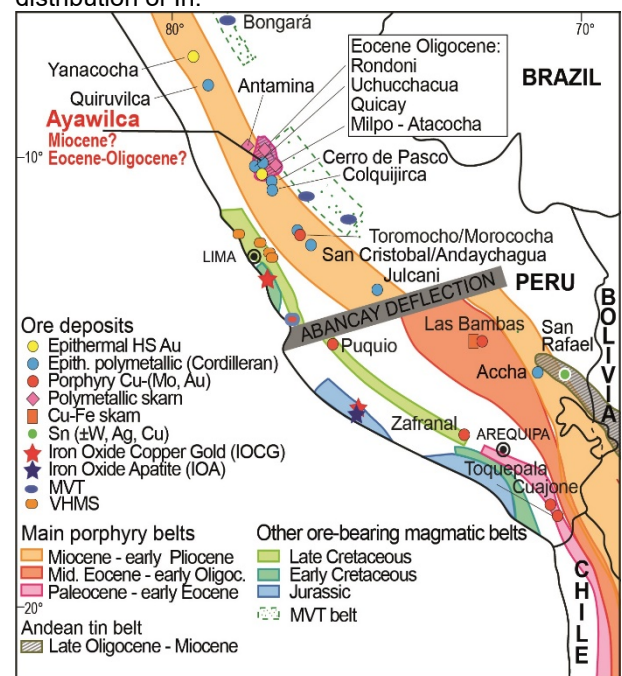 distribution of In.
80°
70°
Bongará
Eocene Oligocene:
Rondoni
Uchucchacua
Quicay
Milpo - Atacocha
BRAZIL
Yanacocha
Antamina
Quiruvilca
Ayawilca
Miocene?
Eocene-Oligocene?
10°
Cerro de Pasco
Colquijirca
Toromocho/Morococha
LIMA
San Cristobal/Andaychagua
Julcani
PERU
ABANCAY DEFLECTION
BOLIVIA
Las Bambas
San
Rafael
Puquio
Accha
Zafranal
AREQUIPA
Toquepala
Cuajone
CHILE
Ore deposits
Epithermal HS Au
Epith. polymetallic (Cordilleran)
Porphyry Cu-(Mo, Au)
Polymetallic skarn
Cu-Fe skarn
Sn (±W, Ag, Cu)
Iron Oxide Copper Gold (IOCG)
Iron Oxide Apatite (IOA)
MVT
VHMS
Main porphyry belts
Miocene - early Pliocene
Mid. Eocene - early Oligoc.
Paleocene - early Eocene
20°
Andean tin belt
Late Oligocene - Miocene
Other ore-bearing magmatic belts
Late Cretaceous
Early Cretaceous
Jurassic
MVT belt